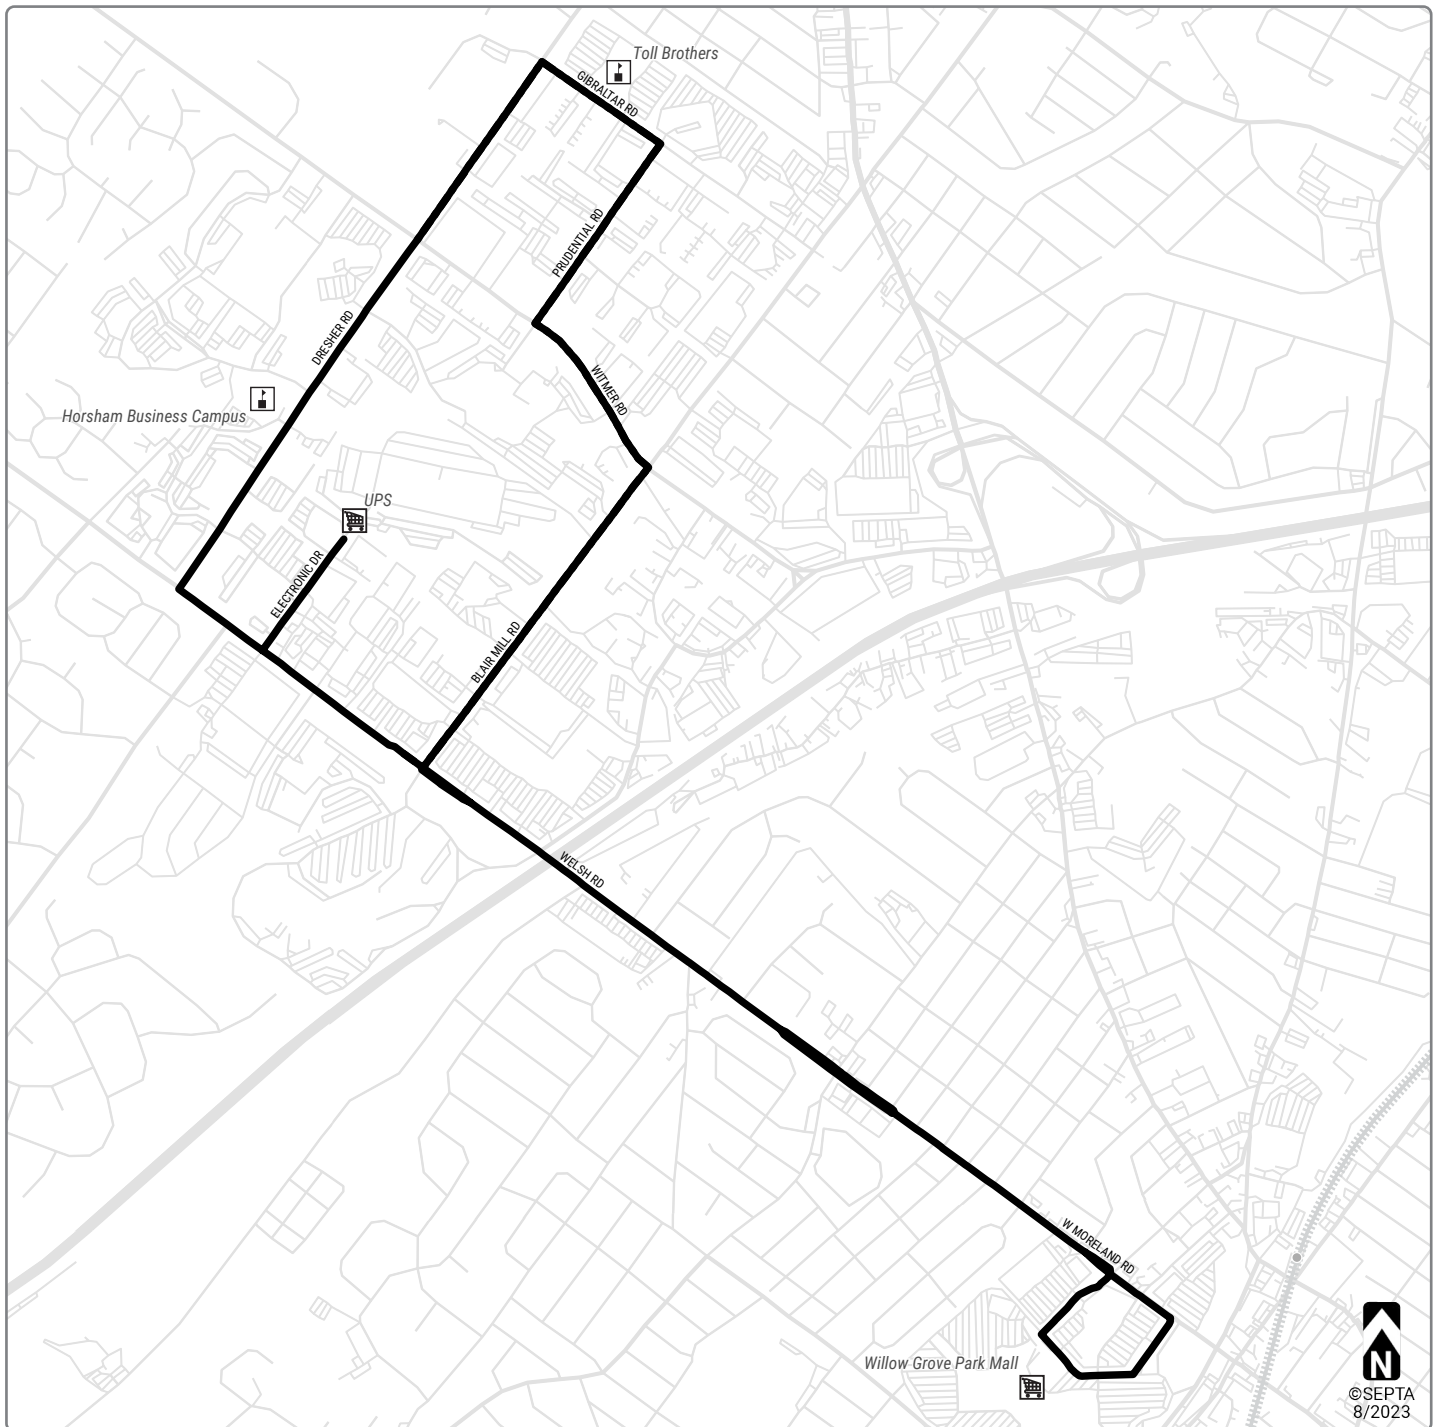 Toll Brothers
GIBRALTAR RD
PRUDENTIAL RD
DRESHER RD
WITMER RD
Horsham Business Campus
UPS
ELECTRONIC DR
BLAIR MILL RD
WELSH RD
W MORELAND RD
Willow Grove Park Mall
N
©SEPTA
8/2023